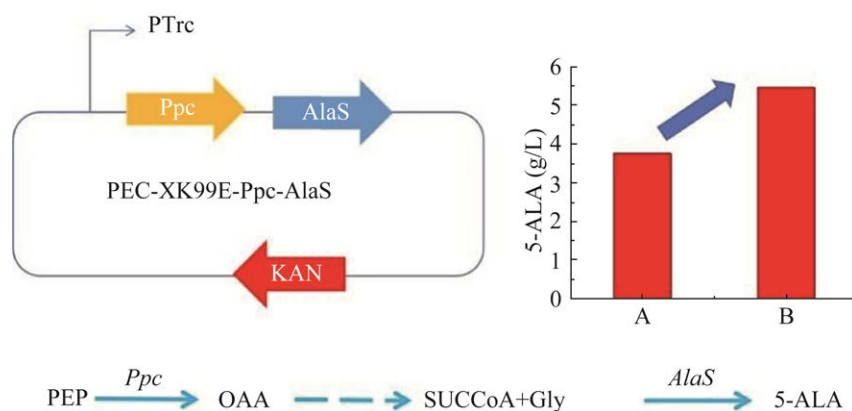 PTrc
Ppc
AlaS
PEC-XK99E-Ppc-AlaS
KAN
5-ALA (g/L)
6
5
4
3
2
1
0
A
B
Ppc
AlaS
PEP
OAA
SUCCoA+Gly
5-ALA